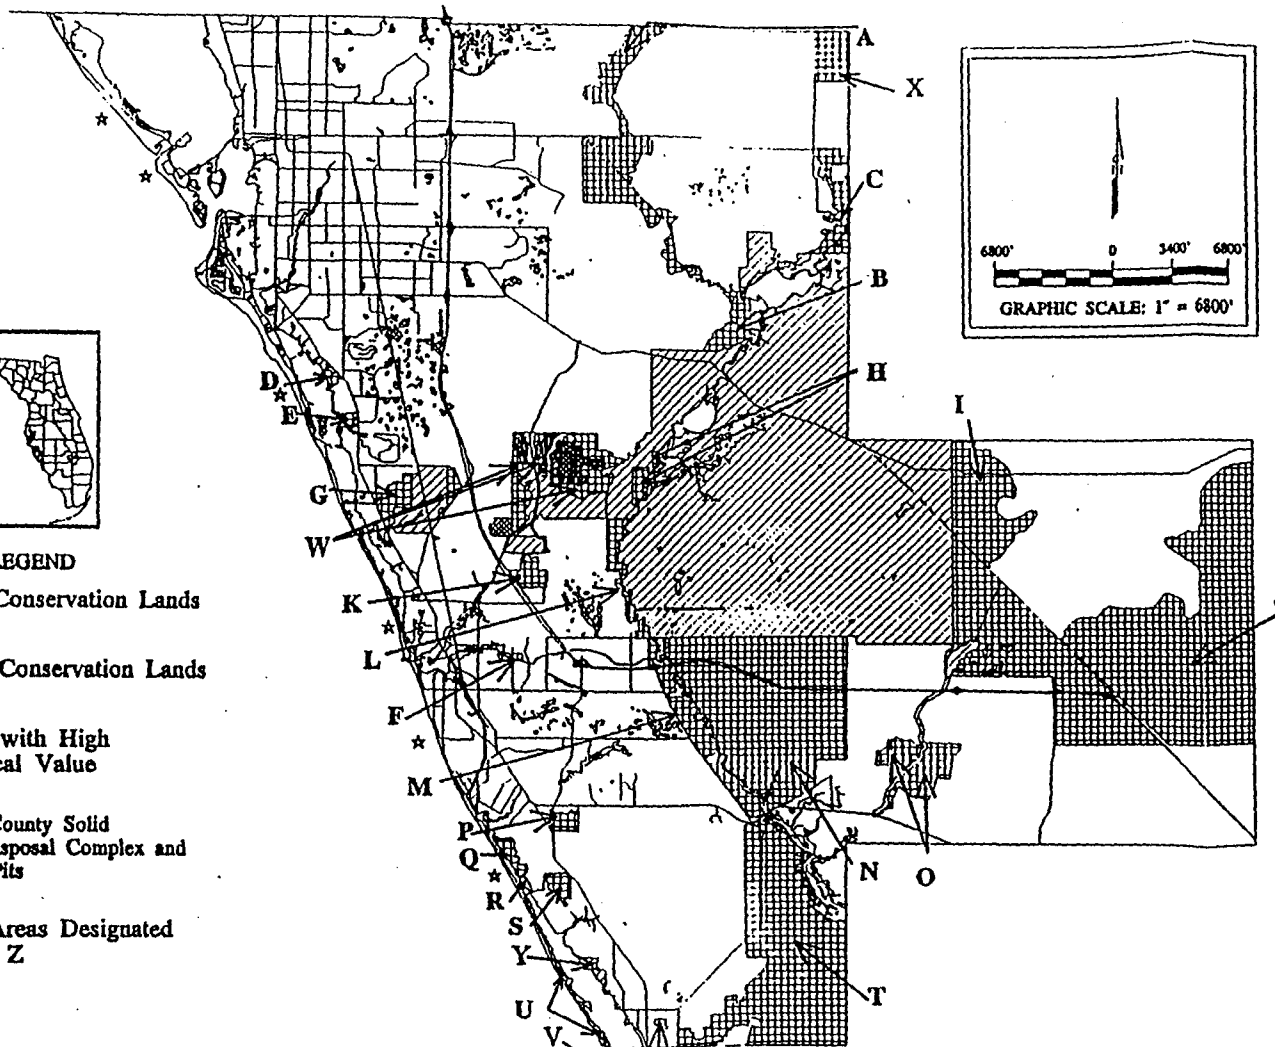 A
X
C
6800' 0 3400' 6800'
GRAPHIC SCALE: 1" = 6800'
B
D
H
E
I
G
W
LEGEND
K
Conservation Lands
L
Conservation Lands
F
with High
cal Value
M
County Solid
sposal Complex and
Pits
P
Q
N
O
R
S
Areas Designated
Z
Y
T
U
V